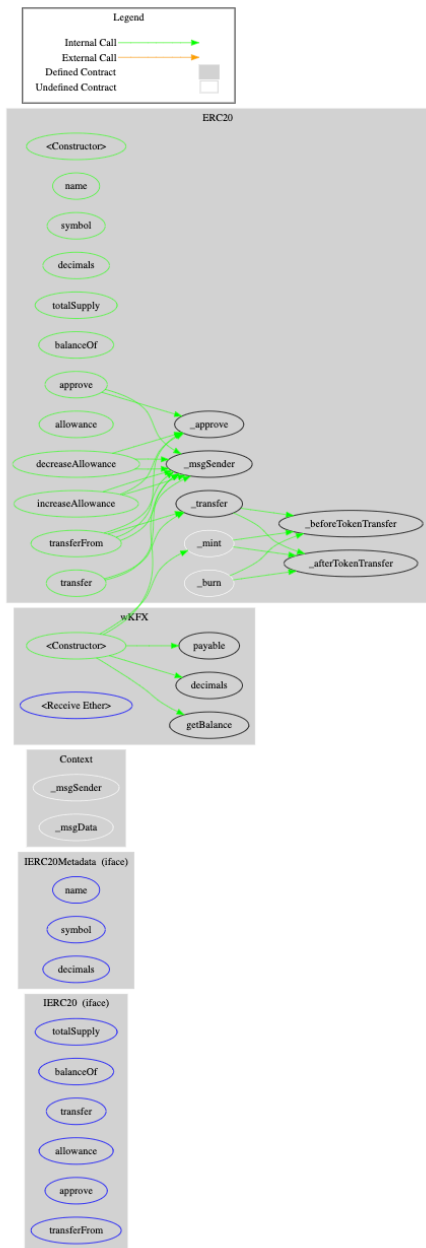 Legend
Internal Call
External Call
Defined Contract
Undefined Contract
ERC20
<Constructor>
name
symbol
decimals
totalSupply
balanceOf
approve
allowance
_approve
decreaseAllowance
_msgSender
increaseAllowance
_transfer
_beforeTokenTransfer
transferFrom
_mint
_afterTokenTransfer
transfer
_burn
wKFX
<Constructor>
payable
decimals
<Receive Ether>
getBalance
Context
_msgSender
_msgData
IERC20Metadata (iface)
name
symbol
decimals
IERC20 (iface)
totalSupply
balanceOf
transfer
allowance
approve
transferFrom